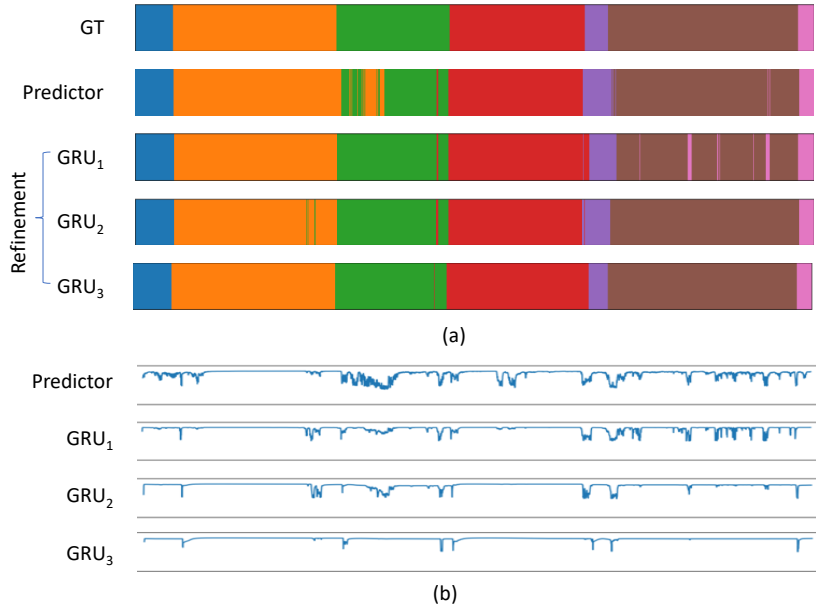 GT
Predictor
GRU₁
GRU₂
GRU₃
Refinement
(a)
Predictor
GRU₁
GRU₂
GRU₃
(b)